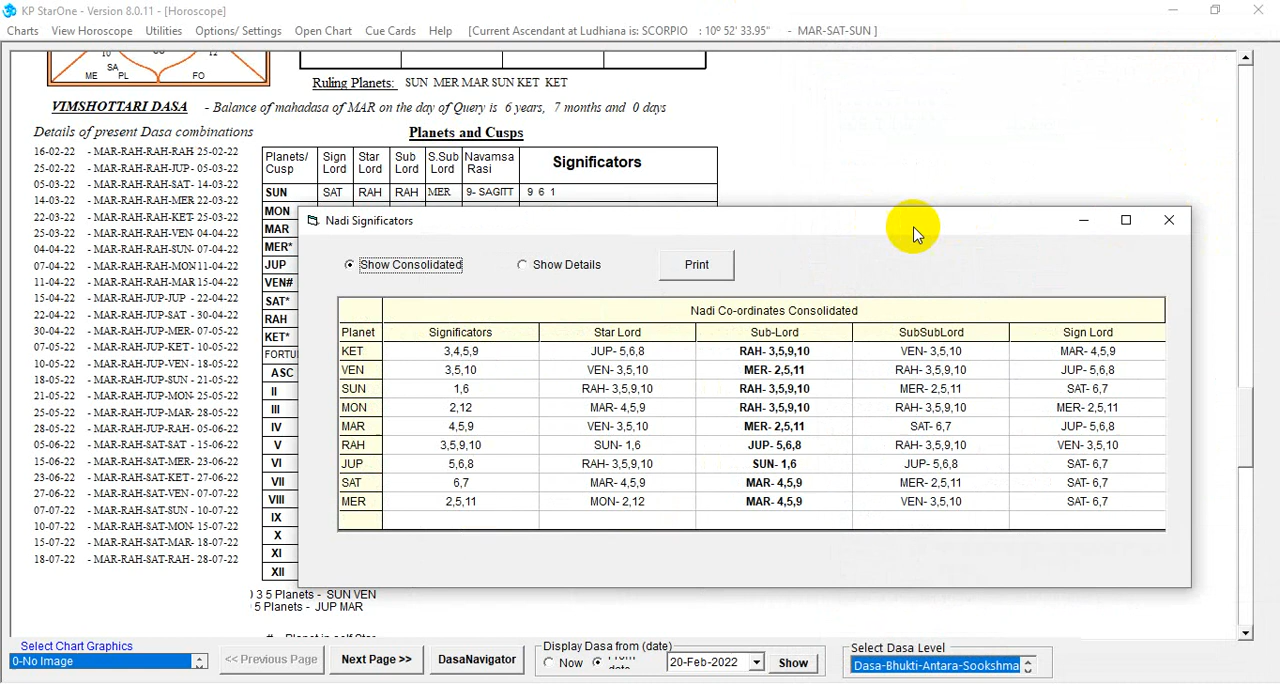 KP StarOne - Version 8.0.11 - [Horoscope]
Charts View Horoscope Utilities Options/ Settings Open Chart Cue Cards Help [Current Ascendant at Ludhiana is: SCORPIO : 10º 52' 33.95" - MAR-SAT-SUN ]
10 12
SA
ME PL FO
Ruling Planets: SUN MER MAR SUN KET KET
VIMSHOTTARI DASA - Balance of mahadasa of MAR on the day of Query is 6 years, 7 months and 0 days
Details of present Dasa combinations
Planets and Cusps
16-02-22 - MAR-RAH-RAH-RAH 25-02-22
25-02-22 - MAR-RAH-RAH-JUP - 05-03-22
05-03-22 - MAR-RAH-RAH-SAT- 14-03-22
14-03-22 - MAR-RAH-RAH-MER 22-03-22
22-03-22 - MAR-RAH-RAH-KET- 25-03-22
25-03-22 - MAR-RAH-RAH-VEN- 04-04-22
04-04-22 - MAR-RAH-RAH-SUN- 07-04-22
07-04-22 - MAR-RAH-RAH-MON 11-04-22
11-04-22 - MAR-RAH-RAH-MAR 15-04-22
15-04-22 - MAR-RAH-JUP-JUP - 22-04-22
22-04-22 - MAR-RAH-JUP-SAT - 30-04-22
30-04-22 - MAR-RAH-JUP-MER- 07-05-22
07-05-22 - MAR-RAH-JUP-KET - 10-05-22
10-05-22 - MAR-RAH-JUP-VEN - 18-05-22
18-05-22 - MAR-RAH-JUP-SUN - 21-05-22
21-05-22 - MAR-RAH-JUP-MON- 25-05-22
25-05-22 - MAR-RAH-JUP-MAR- 28-05-22
28-05-22 - MAR-RAH-JUP-RAH- 05-06-22
05-06-22 - MAR-RAH-SAT-SAT - 15-06-22
15-06-22 - MAR-RAH-SAT-MER- 23-06-22
23-06-22 - MAR-RAH-SAT-KET - 27-06-22
27-06-22 - MAR-RAH-SAT-VEN - 07-07-22
07-07-22 - MAR-RAH-SAT-SUN - 10-07-22
10-07-22 - MAR-RAH-SAT-MON- 15-07-22
15-07-22 - MAR-RAH-SAT-MAR- 18-07-22
18-07-22 - MAR-RAH-SAT-RAH- 28-07-22
Planets/ Cusp Sign Lord Star Lord Sub Lord S.Sub Lord Navamsa Rasi Significators
SUN SAT RAH RAH MER 9- SAGITT 9 6 1
MON
MAR
MER*
JUP
VEN#
SAT*
RAH
KET*
FORTU
ASC
II
III
IV
V
VI
VII
VIII
IX
X
XI
XII
3 5 Planets - SUN VEN
5 Planets - JUP MAR
Nadi Significators
Show Consolidated Show Details Print
Nadi Co-ordinates Consolidated
Planet Significators Star Lord Sub-Lord SubSubLord Sign Lord
KET 3,4,5,9 JUP- 5,6,8 RAH- 3,5,9,10 VEN- 3,5,10 MAR- 4,5,9
VEN 3,5,10 VEN- 3,5,10 MER- 2,5,11 RAH- 3,5,9,10 JUP- 5,6,8
SUN 1,6 RAH- 3,5,9,10 RAH- 3,5,9,10 MER- 2,5,11 SAT- 6,7
MON 2,12 MAR- 4,5,9 RAH- 3,5,9,10 RAH- 3,5,9,10 MER- 2,5,11
MAR 4,5,9 VEN- 3,5,10 MER- 2,5,11 SAT- 6,7 JUP- 5,6,8
RAH 3,5,9,10 SUN- 1,6 JUP- 5,6,8 RAH- 3,5,9,10 VEN- 3,5,10
JUP 5,6,8 RAH- 3,5,9,10 SUN- 1,6 JUP- 5,6,8 SAT- 6,7
SAT 6,7 MAR- 4,5,9 MAR- 4,5,9 MER- 2,5,11 SAT- 6,7
MER 2,5,11 MON- 2,12 MAR- 4,5,9 VEN- 3,5,10 SAT- 6,7
Select Chart Graphics
0-No Image
<< Previous Page Next Page >> DasaNavigator
Display Dasa from (date)
Now 20-Feb-2022 Show
Select Dasa Level
Dasa-Bhukti-Antara-Sookshma